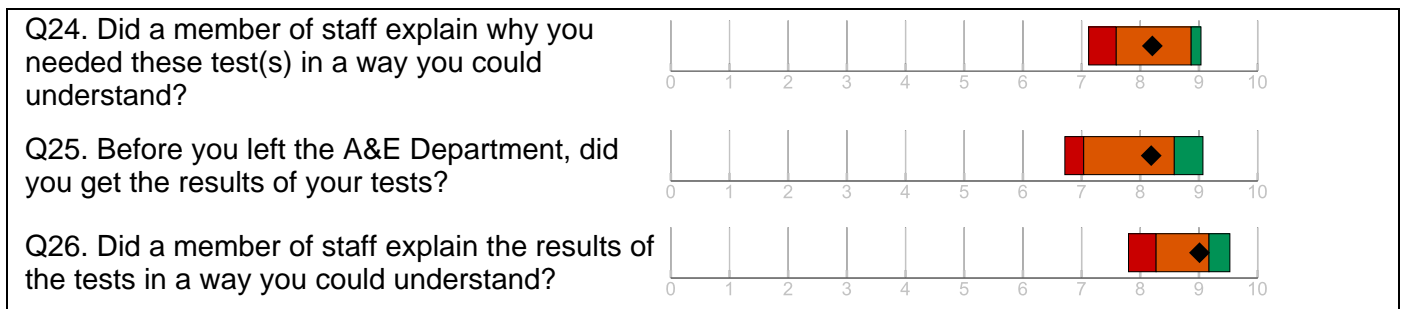 Q24. Did a member of staff explain why you
needed these test(s) in a way you could
understand?
0 1 2 3 4 5 6 7 8 9 10
Q25. Before you left the A&E Department, did
you get the results of your tests?
0 1 2 3 4 5 6 7 8 9 10
Q26. Did a member of staff explain the results of
the tests in a way you could understand?
0 1 2 3 4 5 6 7 8 9 10